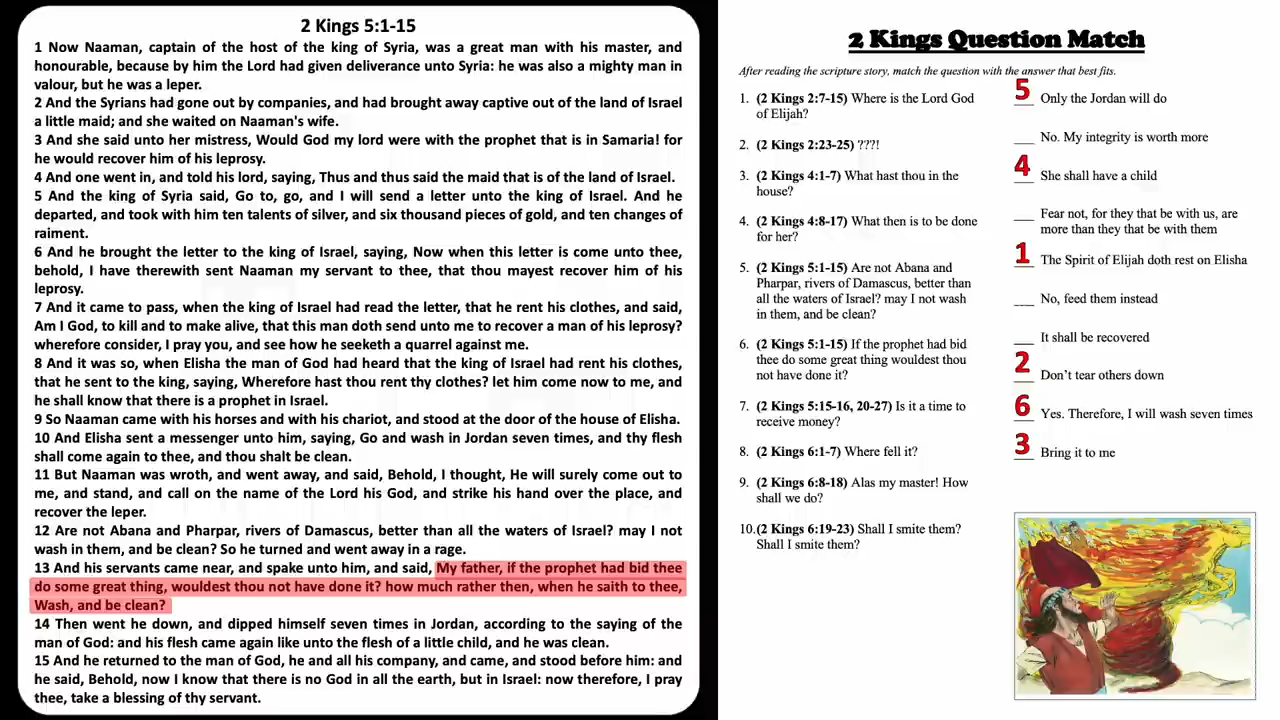 2 Kings 5:1-15
1 Now Naaman, captain of the host of the king of Syria, was a great man with his master, and
honourable, because by him the Lord had given deliverance unto Syria: he was also a mighty man in
valour, but he was a leper.
2 And the Syrians had gone out by companies, and had brought away captive out of the land of Israel
a little maid; and she waited on Naaman's wife.
3 And she said unto her mistress, Would God my lord were with the prophet that is in Samaria! for
he would recover him of his leprosy.
4 And one went in, and told his lord, saying, Thus and thus said the maid that is of the land of Israel.
5 And the king of Syria said, Go to, go, and I will send a letter unto the king of Israel. And he
departed, and took with him ten talents of silver, and six thousand pieces of gold, and ten changes of
raiment.
6 And he brought the letter to the king of Israel, saying, Now when this letter is come unto thee,
behold, I have therewith sent Naaman my servant to thee, that thou mayest recover him of his
leprosy.
7 And it came to pass, when the king of Israel had read the letter, that he rent his clothes, and said,
Am I God, to kill and to make alive, that this man doth send unto me to recover a man of his leprosy?
wherefore consider, I pray you, and see how he seeketh a quarrel against me.
8 And it was so, when Elisha the man of God had heard that the king of Israel had rent his clothes,
that he sent to the king, saying, Wherefore hast thou rent thy clothes? let him come now to me, and
he shall know that there is a prophet in Israel.
9 So Naaman came with his horses and with his chariot, and stood at the door of the house of Elisha.
10 And Elisha sent a messenger unto him, saying, Go and wash in Jordan seven times, and thy flesh
shall come again to thee, and thou shalt be clean.
11 But Naaman was wroth, and went away, and said, Behold, I thought, He will surely come out to
me, and stand, and call on the name of the Lord his God, and strike his hand over the place, and
recover the leper.
12 Are not Abana and Pharpar, rivers of Damascus, better than all the waters of Israel? may I not
wash in them, and be clean? So he turned and went away in a rage.
13 And his servants came near, and spake unto him, and said, My father, if the prophet had bid thee
do some great thing, wouldest thou not have done it? how much rather then, when he saith to thee,
Wash, and be clean?
14 Then went he down, and dipped himself seven times in Jordan, according to the saying of the
man of God: and his flesh came again like unto the flesh of a little child, and he was clean.
15 And he returned to the man of God, he and all his company, and came, and stood before him: and
he said, Behold, now I know that there is no God in all the earth, but in Israel: now therefore, I pray
thee, take a blessing of thy servant.
2 Kings Question Match
After reading the scripture story, match the question with the answer that best fits.
1. (2 Kings 2:7-15) Where is the Lord God
of Elijah?
2. (2 Kings 2:23-25) ???!
3. (2 Kings 4:1-7) What hast thou in the
house?
4. (2 Kings 4:8-17) What then is to be done
for her?
5. (2 Kings 5:1-15) Are not Abana and
Pharpar, rivers of Damascus, better than
all the waters of Israel? may I not wash
in them, and be clean?
6. (2 Kings 5:1-15) If the prophet had bid
thee do some great thing wouldest thou
not have done it?
7. (2 Kings 5:15-16, 20-27) Is it a time to
receive money?
8. (2 Kings 6:1-7) Where fell it?
9. (2 Kings 6:8-18) Alas my master! How
shall we do?
10.(2 Kings 6:19-23) Shall I smite them?
Shall I smite them?
5 Only the Jordan will do
___ No. My integrity is worth more
4 She shall have a child
___ Fear not, for they that be with us, are
more than they that be with them
1 The Spirit of Elijah doth rest on Elisha
___ No, feed them instead
___ It shall be recovered
2 Don't tear others down
6 Yes. Therefore, I will wash seven times
3 Bring it to me